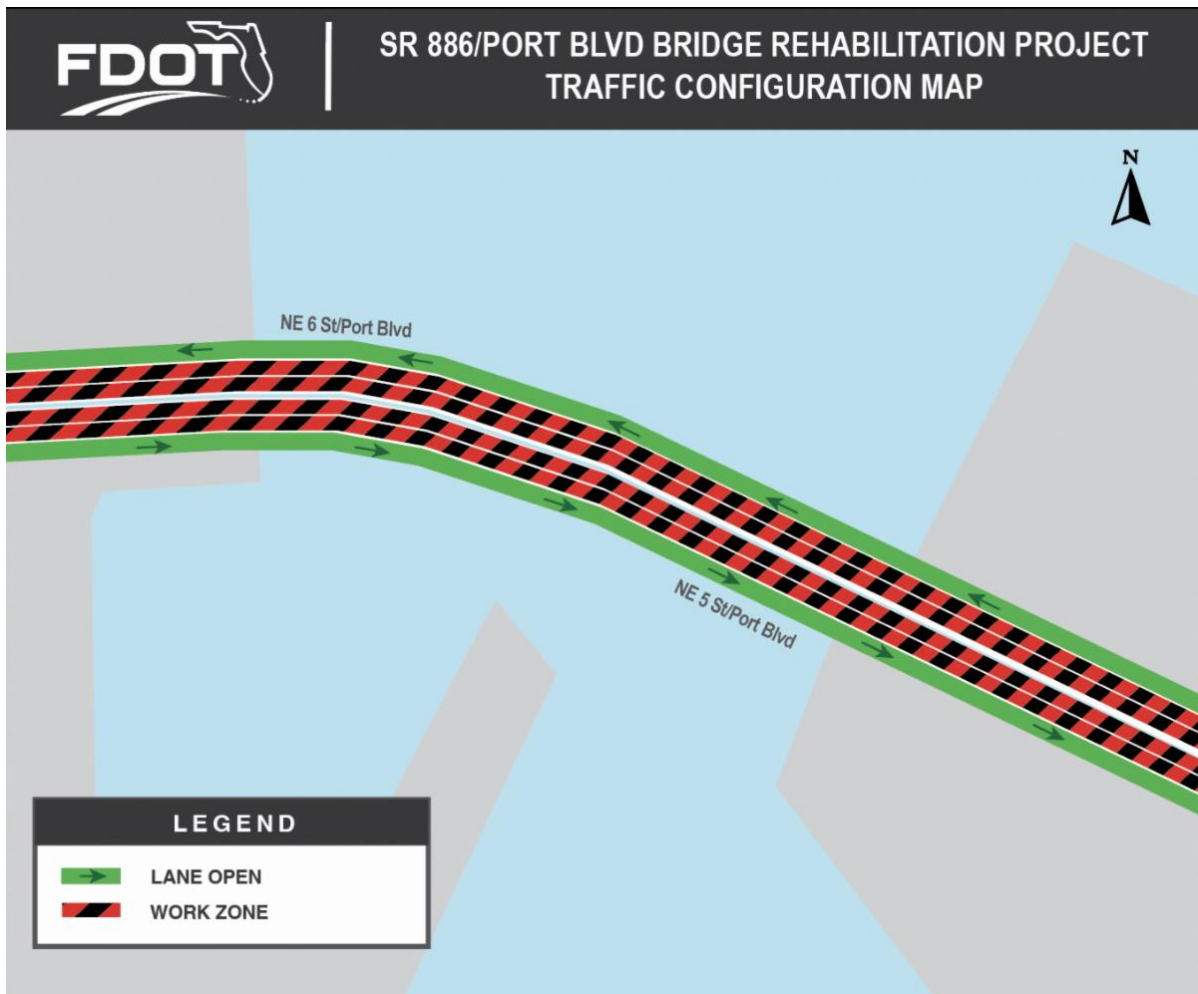 FDOT
SR 886/PORT BLVD BRIDGE REHABILITATION PROJECT
TRAFFIC CONFIGURATION MAP
N
NE 6 St/Port Blvd
NE 5 St/Port Blvd
LEGEND
LANE OPEN
WORK ZONE